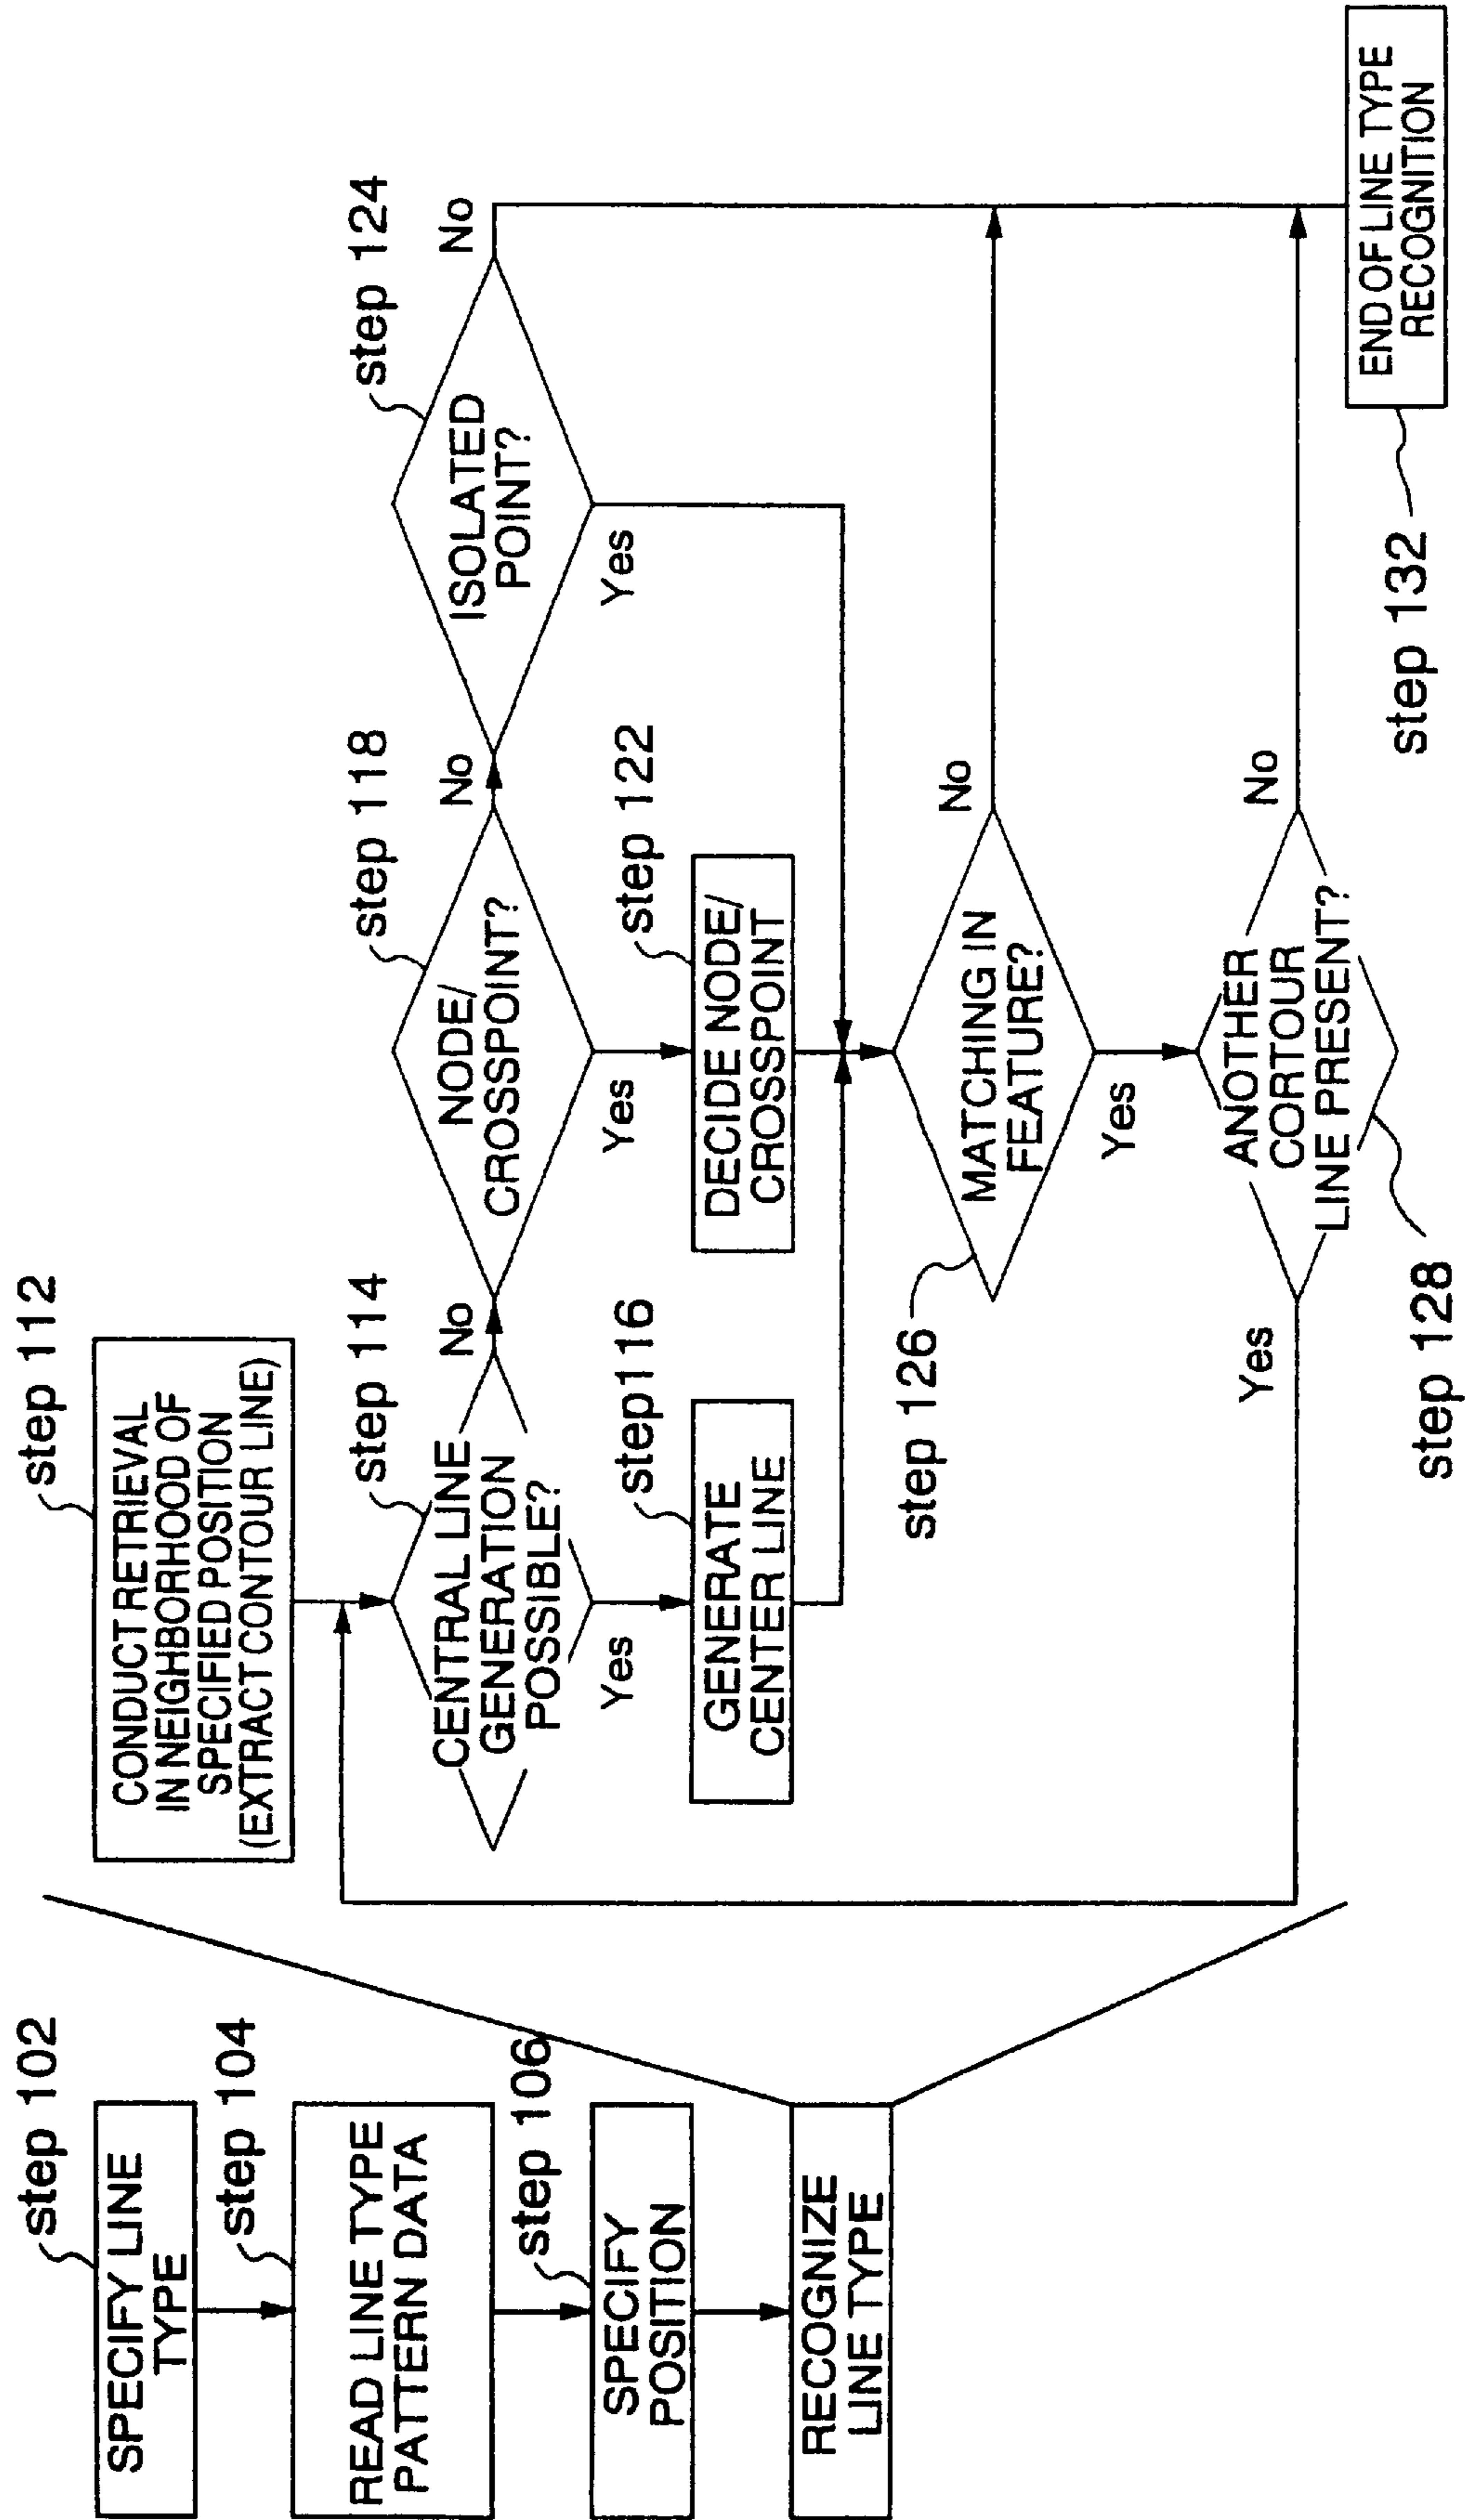 step 102
SPECIFY LINE
TYPE
step 104
READ LINE TYPE
PATTERN DATA
step 106
SPECIFY
POSITION
RECOGNIZE
LINE TYPE
step 112
CONDUCT RETRIEVAL
IN NEIGHBORHOOD OF
SPECIFIED POSITION
(EXTRACT CONTOUR LINE)
step 114
CENTRAL LINE
GENERATION
POSSIBLE?
No
Yes
step116
GENERATE
CENTER LINE
step 118
NODE/
CROSSPOINT?
No
Yes
step 122
DECIDE NODE/
CROSSPOINT
step 124
ISOLATED
POINT?
No
Yes
step 126
MATCHING IN
FEATURE?
No
Yes
ANOTHER
CORTOUR
LINE PRESENT?
No
Yes
step 128
END OF LINE TYPE
RECOGNITION
step 132